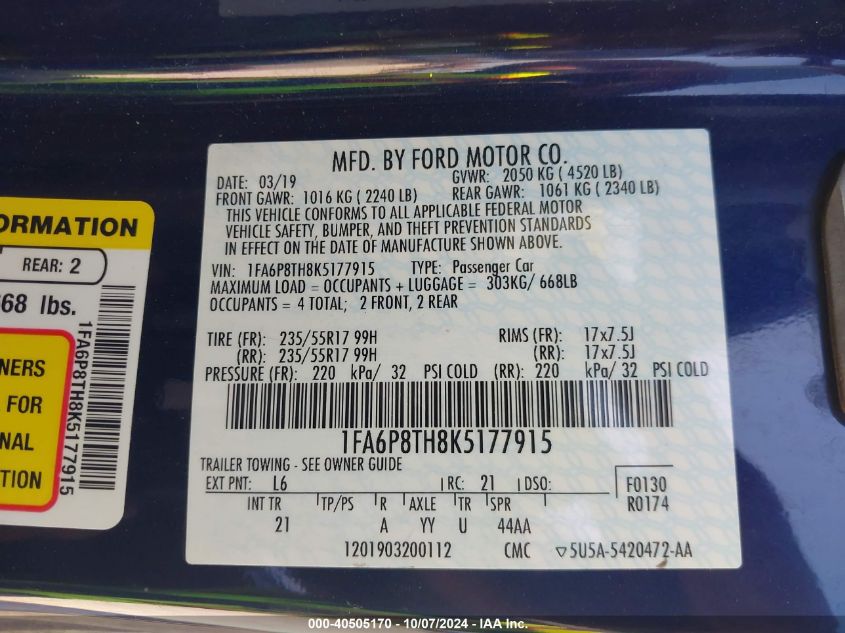 MFD. BY FORD MOTOR CO.
DATE: 03/19 GVWR: 2050 KG ( 4520 LB)
FRONT GAWR: 1016 KG ( 2240 LB) REAR GAWR: 1061 KG ( 2340 LB)
THIS VEHICLE CONFORMS TO ALL APPLICABLE FEDERAL MOTOR
VEHICLE SAFETY, BUMPER, AND THEFT PREVENTION STANDARDS
IN EFFECT ON THE DATE OF MANUFACTURE SHOWN ABOVE.
VIN: 1FA6P8TH8K5177915 TYPE: Passenger Car
MAXIMUM LOAD = OCCUPANTS + LUGGAGE = 303KG/ 668LB
OCCUPANTS = 4 TOTAL; 2 FRONT, 2 REAR
TIRE (FR): 235/55R17 99H RIMS (FR): 17x7.5J
(RR): 235/55R17 99H (RR): 17x7.5J
PRESSURE (FR): 220 kPa/ 32 PSI COLD (RR): 220 kPa/ 32 PSI COLD
1FA6P8TH8K5177915
TRAILER TOWING - SEE OWNER GUIDE
EXT PNT: L6 RC: 21 DSO: F0130
R0174
INT TR TP/PS R AXLE TR SPR
21 A YY U 44AA
1201903200112 CMC ▽5U5A-5420472-AA
ORMATION
REAR: 2
668 lbs.
NERS
FOR
NAL
TION
1FA6P8TH8K5177915
000-40505170 - 10/07/2024 - IAA Inc.